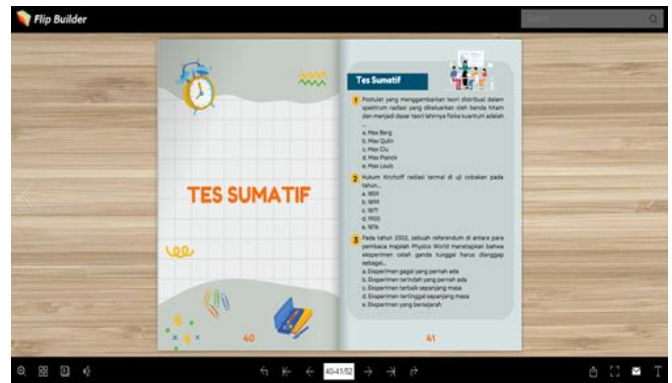 Flip Builder
TES SUMATIF
40
Tes Sumatif
1 Postulat yang menggambarkan teori distribusi dalam
spektrum radiasi yang dikeluarkan oleh benda hitam
dan menjadi dasar teori lahirnya fisika kuantum adalah
...
a. Max Berg
b. Max Quin
c. Max Clu
d. Max Planck
e. Max Louis
2 Hukum Kirchoff radiasi termal di uji cobakan pada
tahun...
a. 1859
b. 1899
c. 1877
d. 1900
e. 1876
3 Pada tahun 2002, sebuah referendum di antara para
pembaca majalah Physics World menetapkan bahwa
eksperimen celah ganda tunggal harus dianggap
sebagai...
a. Eksperimen gagal yang pernah ada
b. Eksperimen terindah yang pernah ada
c. Eksperimen terbaik sepanjang masa
d. Eksperimen tertinggal sepanjang masa
e. Eksperimen yang bersejarah
41
40-41/52